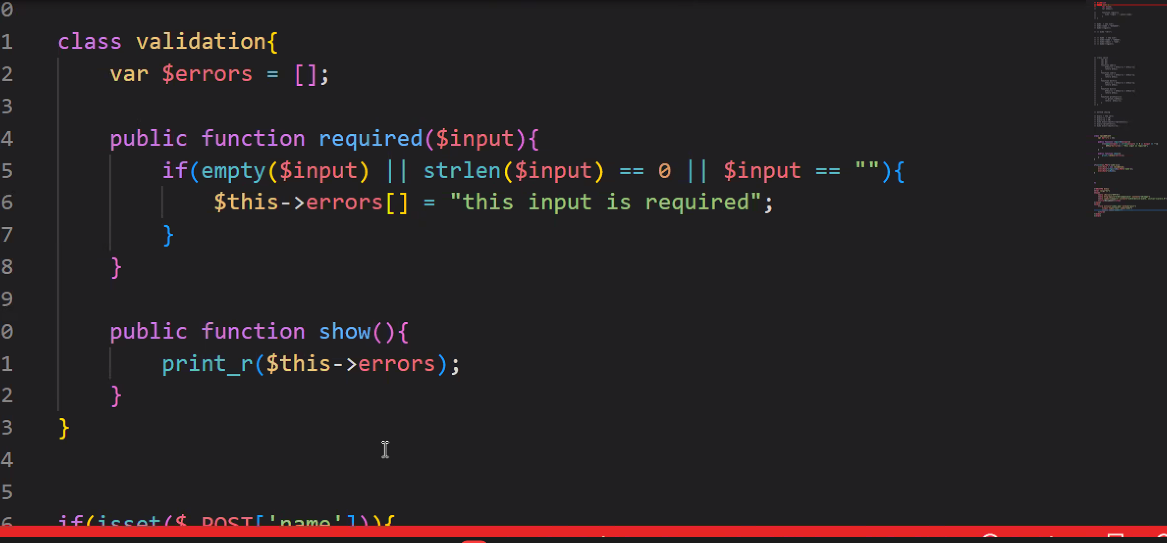 0
1 class validation{
2 var $errors = [];
3
4 public function required($input){
5 if(empty($input) || strlen($input) == 0 || $input == ""){
6 $this->errors[] = "this input is required";
7 }
8 }
9
0 public function show(){
1 print_r($this->errors);
2 }
3 }
4
5
6 if(isset($_POST['name'])){